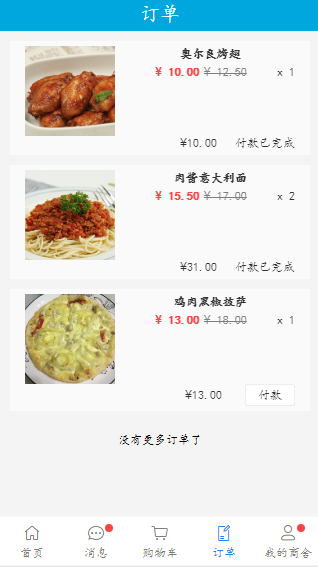 订单
奥尔良烤翅
¥ 10.00 ¥ 12.50 x 1
¥10.00 付款已完成
肉酱意大利面
¥ 15.50 ¥ 17.00 x 2
¥31.00 付款已完成
鸡肉黑椒披萨
¥ 13.00 ¥ 18.00 x 1
¥13.00 付款
没有更多订单了
首页 消息 购物车 订单 我的商舍